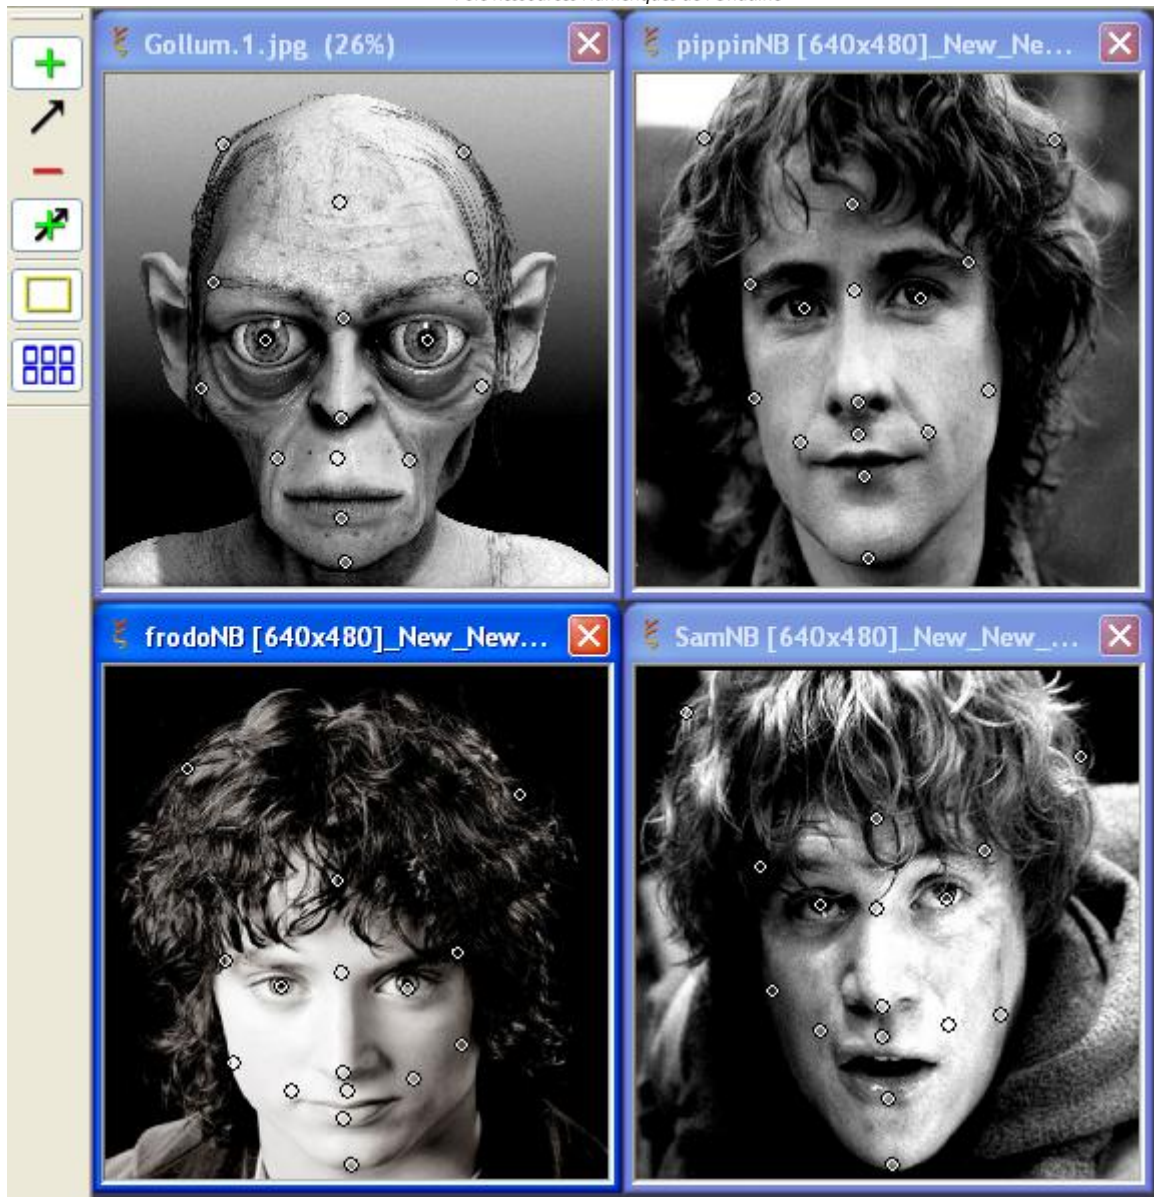 Gollum.1.jpg (26%)
pippinNB [640x480]_New_Ne...
frodoNB [640x480]_New_New...
SamNB [640x480]_New_New_...